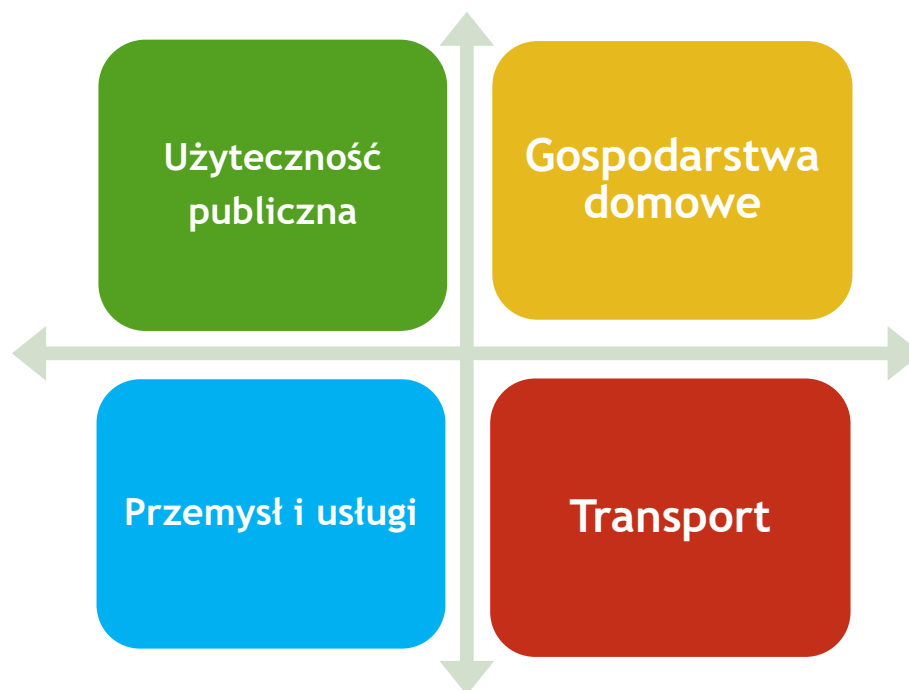 Użyteczność
publiczna
Gospodarstwa
domowe
Przemysł i usługi
Transport